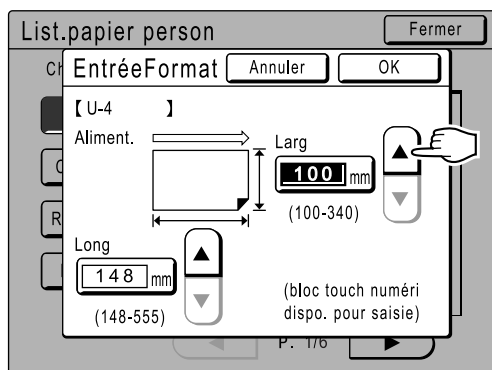 List.papier person
Fermer
Ch
EntréeFormat
Annuler
OK
【 U-4 】
Aliment.
Larg
100 mm
(100-340)
R
Long
148 mm
(148-555)
(bloc touch numéri
dispo. pour saisie)
P. 1/6